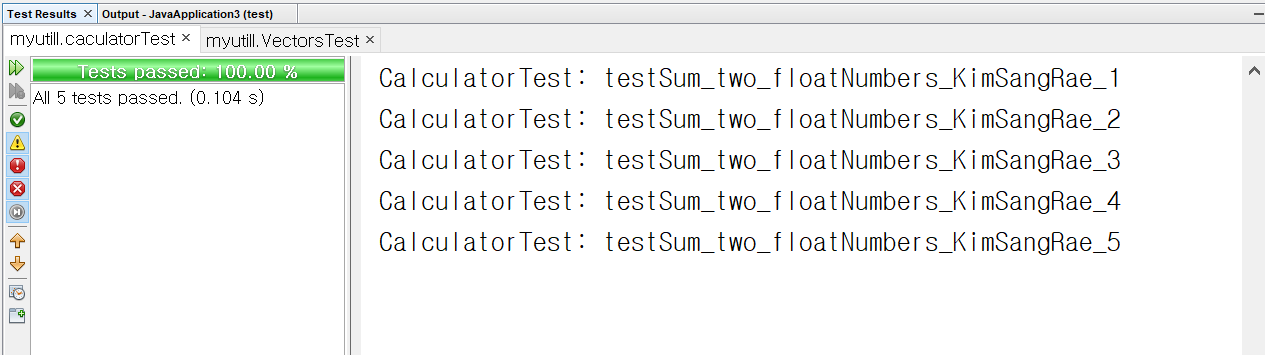 Test Results Output - JavaApplication3 (test)
myutill.caculatorTest myutill.VectorsTest
Tests passed: 100.00 %
All 5 tests passed. (0.104 s)
CalculatorTest: testSum_two_floatNumbers_KimSangRae_1
CalculatorTest: testSum_two_floatNumbers_KimSangRae_2
CalculatorTest: testSum_two_floatNumbers_KimSangRae_3
CalculatorTest: testSum_two_floatNumbers_KimSangRae_4
CalculatorTest: testSum_two_floatNumbers_KimSangRae_5